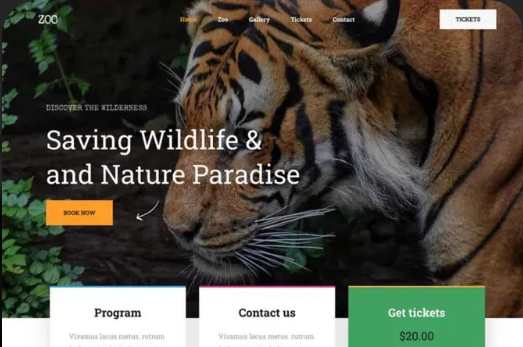 ZOO
Home Zoo Gallery Tickets Contact
TICKETS
DISCOVER THE WILDERNESS
Saving Wildlife &
and Nature Paradise
BOOK NOW
Program Contact us Get tickets
Vivamus lacus metus, rutrum Vivamus lacus metus, rutrum $20.00